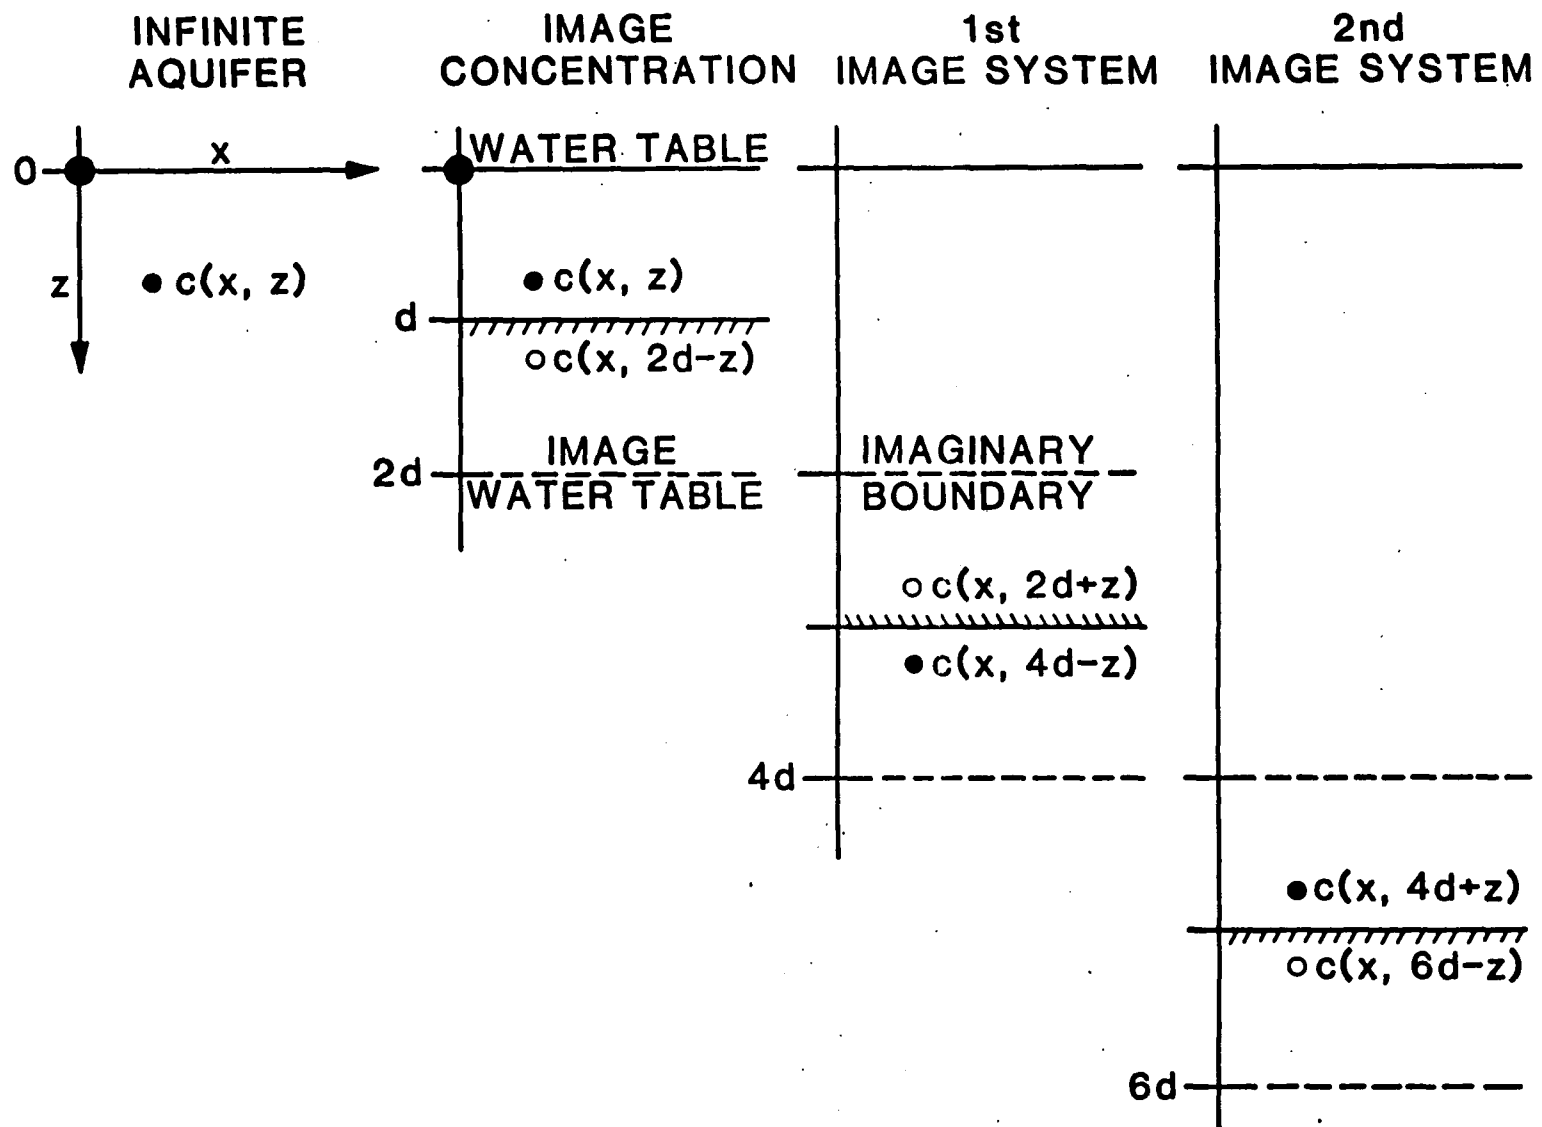 INFINITE
AQUIFER
IMAGE
CONCENTRATION
1st
IMAGE SYSTEM
2nd
IMAGE SYSTEM
0
x
z
c(x, z)
WATER TABLE
c(x, z)
d
c(x, 2d-z)
IMAGE
2d
WATER TABLE
IMAGINARY
BOUNDARY
c(x, 2d+z)
c(x, 4d-z)
4d
c(x, 4d+z)
c(x, 6d-z)
6d